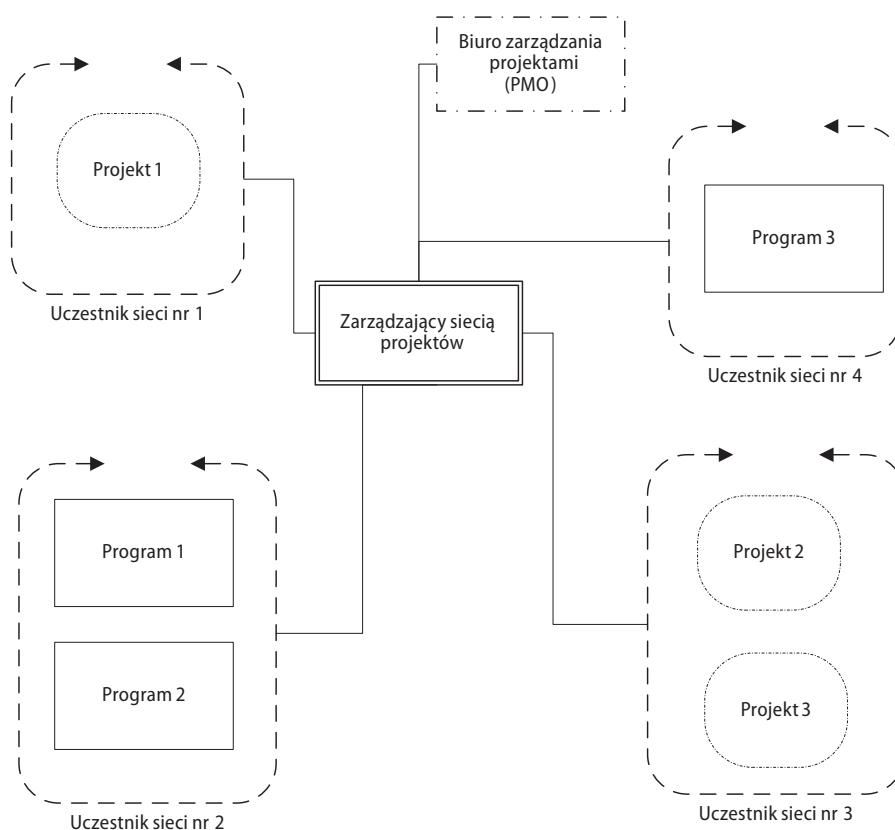 Biuro zarządzania
projektami
(PMO)
Projekt 1
Uczestnik sieci nr 1
Program 3
Uczestnik sieci nr 4
Zarządzający siecią
projektów
Program 1
Program 2
Uczestnik sieci nr 2
Projekt 2
Projekt 3
Uczestnik sieci nr 3